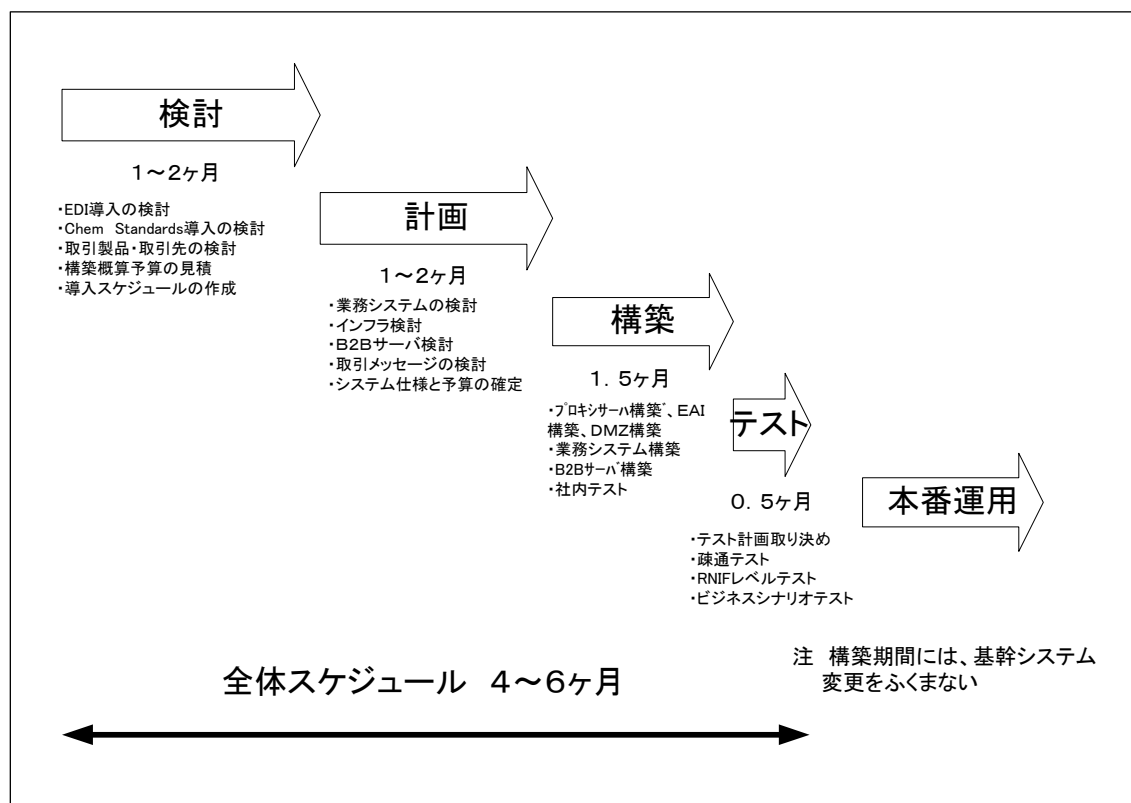 検討
1～2ヶ月
・EDI導入の検討
・Chem Standards導入の検討
・取引製品・取引先の検討
・構築概算予算の見積
・導入スケジュールの作成
計画
1～2ヶ月
・業務システムの検討
・インフラ検討
・B2Bサーバ検討
・取引メッセージの検討
・システム仕様と予算の確定
構築
1．5ヶ月
・ﾌﾟﾛｷｼｻｰﾊ構築ﾞ、EAI
構築、DMZ構築
・業務システム構築
・B2Bｻｰﾊﾞ構築
・社内テスト
テスト
0．5ヶ月
・テスト計画取り決め
・疎通テスト
・RNIFレベルテスト
・ビジネスシナリオテスト
本番運用
注 構築期間には、基幹システム
変更をふくまない
全体スケジュール 4～6ヶ月